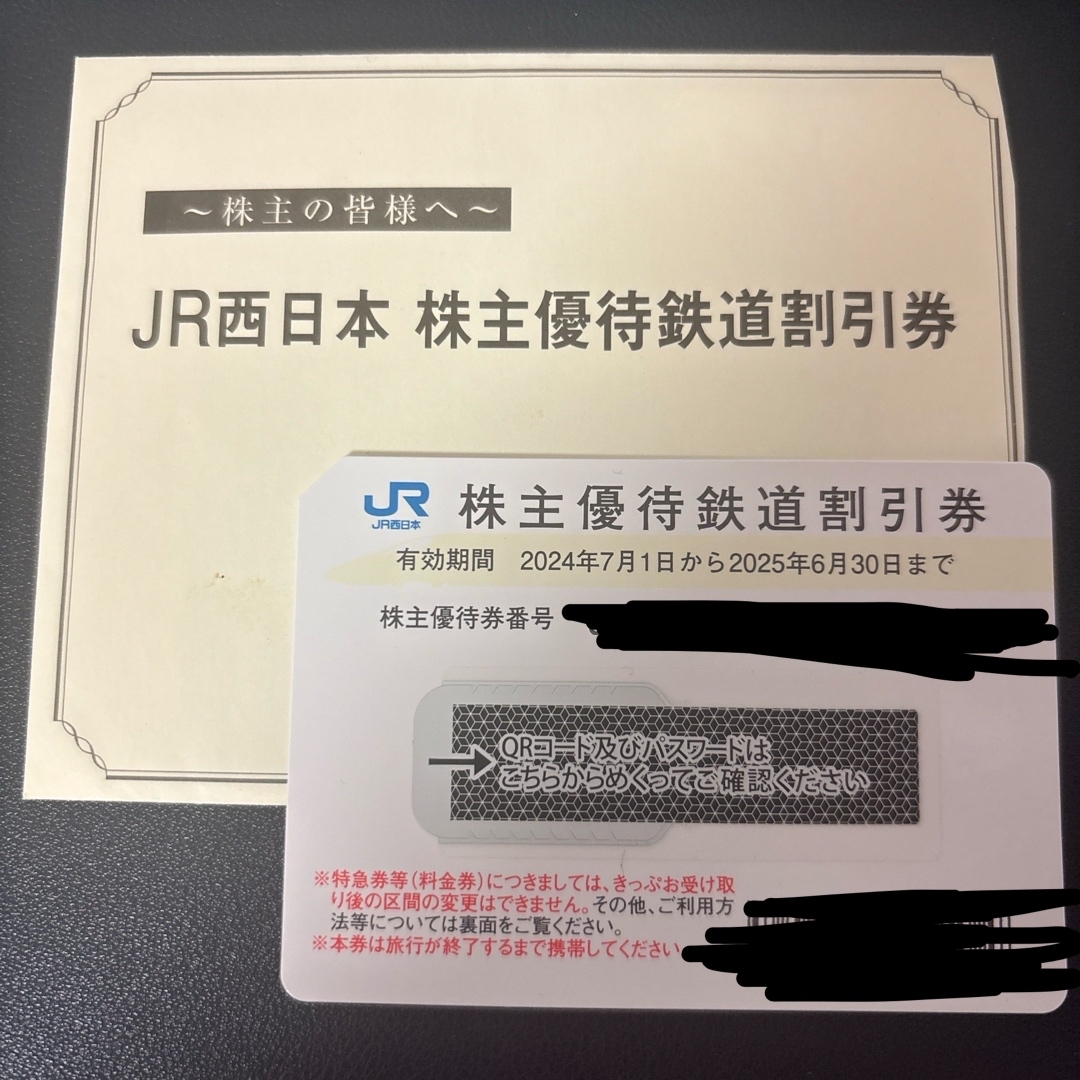 ～株主の皆様へ～
JR西日本 株主優待鉄道割引券
JR
JR西日本
株主優待鉄道割引券
有効期間 2024年7月1日から2025年6月30日まで
株主優待券番号
QRコード及びパスワードは
こちらからめくってご確認ください
※特急券等(料金券)につきましては、きっぷお受け取
り後の区間の変更はできません。その他、ご利用方
法等については裏面をご覧ください。
※本券は旅行が終了するまで携帯してください